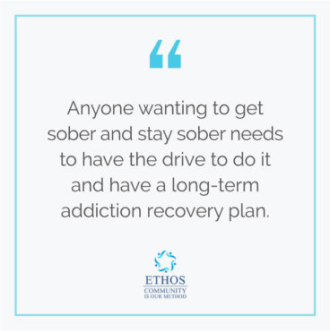 “
Anyone wanting to get
sober and stay sober needs
to have the drive to do it
and have a long-term
addiction recovery plan.
ETHOS
COMMUNITY
IS OUR METHOD